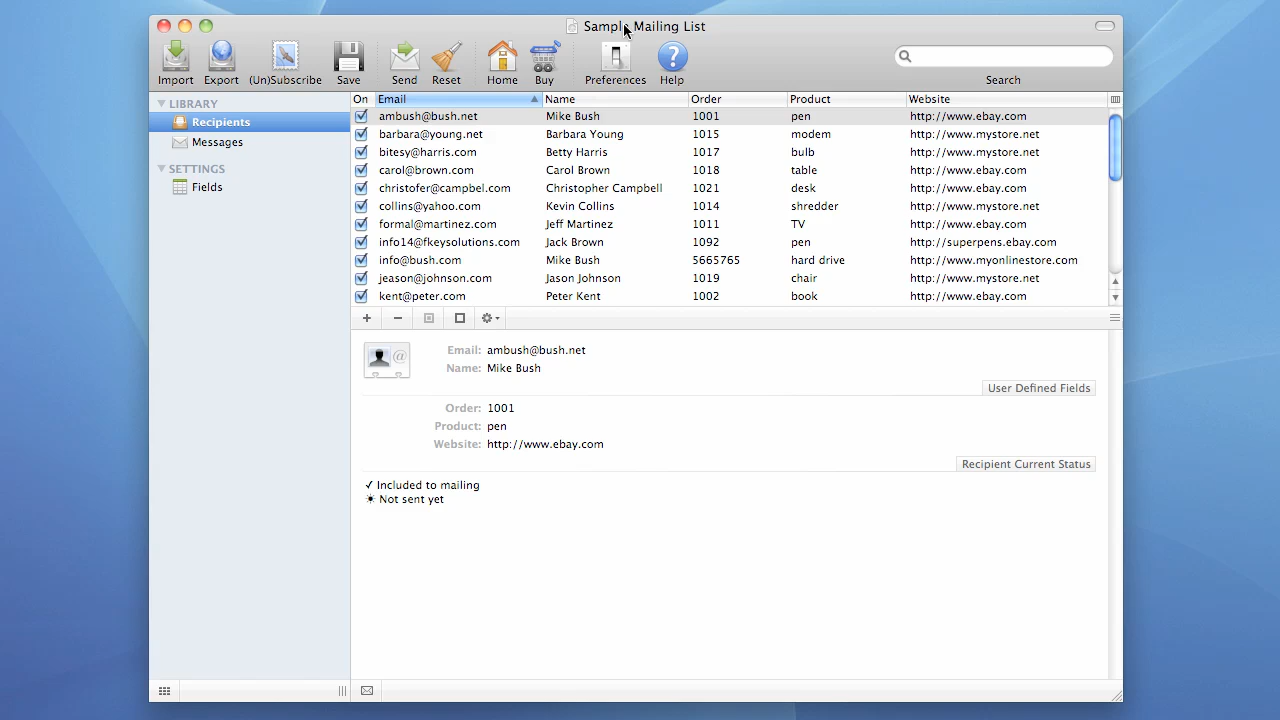 Sample Mailing List
Import Export (Un)Subscribe Save Send Reset Home Buy Preferences Help Search
LIBRARY
Recipients
Messages
SETTINGS
Fields
On Email Name Order Product Website
ambush@bush.net Mike Bush 1001 pen http://www.ebay.com
barbara@young.net Barbara Young 1015 modem http://www.mystore.net
bitesy@harris.com Betty Harris 1017 bulb http://www.mystore.net
carol@brown.com Carol Brown 1018 table http://www.ebay.com
christofer@campbel.com Christopher Campbell 1021 desk http://www.ebay.com
collins@yahoo.com Kevin Collins 1014 shredder http://www.mystore.net
formal@martinez.com Jeff Martinez 1011 TV http://www.ebay.com
info14@fkeysolutions.com Jack Brown 1092 pen http://superpens.ebay.com
info@bush.com Mike Bush 5665765 hard drive http://www.myonlinestore.com
jeason@johnson.com Jason Johnson 1019 chair http://www.mystore.net
kent@peter.com Peter Kent 1002 book http://www.ebay.com
Email: ambush@bush.net
Name: Mike Bush
User Defined Fields
Order: 1001
Product: pen
Website: http://www.ebay.com
Recipient Current Status
✓ Included to mailing
☀ Not sent yet